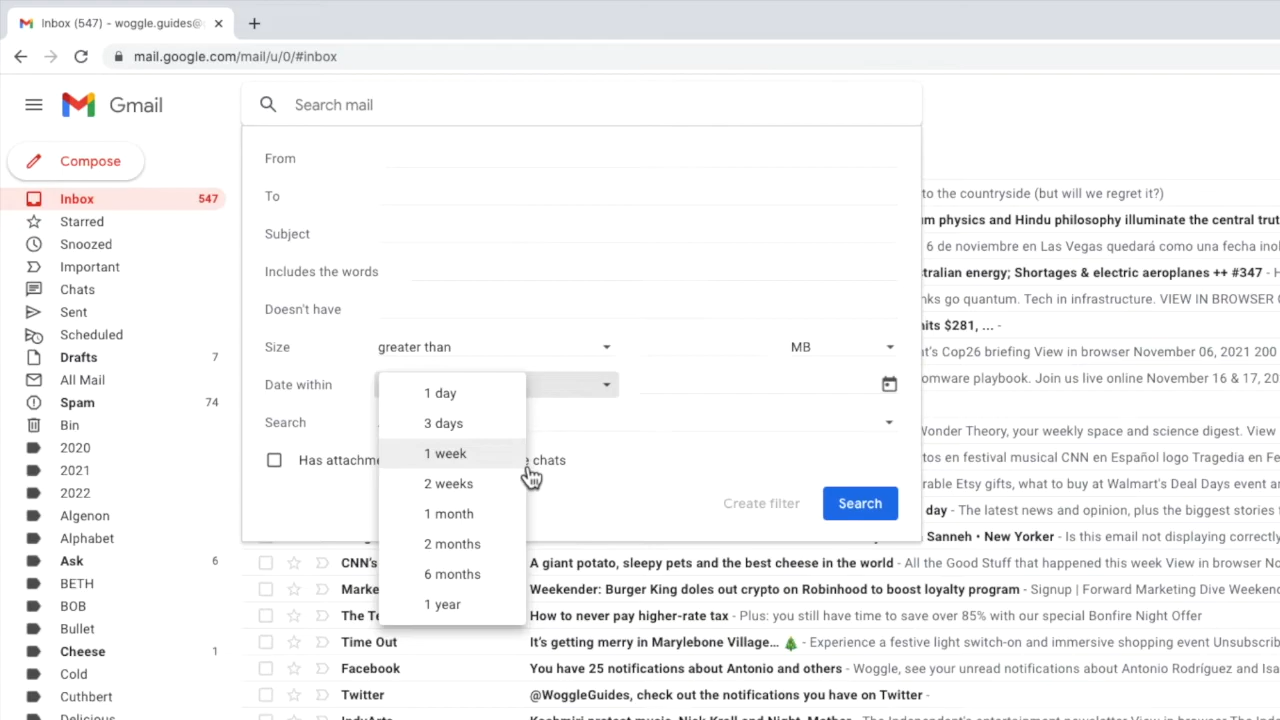 Inbox (547) - woggle.guides@
mail.google.com/mail/u/0/#inbox
Gmail
Search mail
Compose
Inbox 547
Starred
Snoozed
Important
Chats
Sent
Scheduled
Drafts 7
All Mail
Spam 74
Bin
2020
2021
2022
Algenon
Alphabet
Ask 6
BETH
BOB
Bullet
Cheese 1
Cold
Cuthbert
Delicious
From
To
Subject
Includes the words
Doesn't have
Size greater than MB
Date within
Search
Has attachme
chats
1 day
3 days
1 week
2 weeks
1 month
2 months
6 months
1 year
Create filter Search
to the countryside (but will we regret it?)
m physics and Hindu philosophy illuminate the central trut
6 de noviembre en Las Vegas quedará como una fecha inol
stralian energy; Shortages & electric aeroplanes ++ #347 - H
nks go quantum. Tech in infrastructure. VIEW IN BROWSER
hits $281, ... -
t's Cop26 briefing View in browser November 06, 2021 200
omware playbook. Join us live online November 16 & 17, 20
Wonder Theory, your weekly space and science digest. View
tos en festival musical CNN en Español logo Tragedia en Fe
rable Etsy gifts, what to buy at Walmart's Deal Days event a
day - The latest news and opinion, plus the biggest stories f
Sanneh • New Yorker - Is this email not displaying correctly
CNN's A giant potato, sleepy pets and the best cheese in the world - All the Good Stuff that happened this week View in browser No
Marke Weekender: Burger King doles out crypto on Robinhood to boost loyalty program - Signup | Forward Marketing Dive Weekend
The Te How to never pay higher-rate tax - Plus: you still have time to save over 85% with our special Bonfire Night Offer
Time Out It's getting merry in Marylebone Village... 🎄 - Experience a festive light switch-on and immersive shopping event Unsubscri
Facebook You have 25 notifications about Antonio and others - Woggle, see your unread notifications about Antonio Rodríguez and Isa
Twitter @WoggleGuides, check out the notifications you have on Twitter -
IndyArts Kashmiri protest music, Nick Knoll and Night, Mother